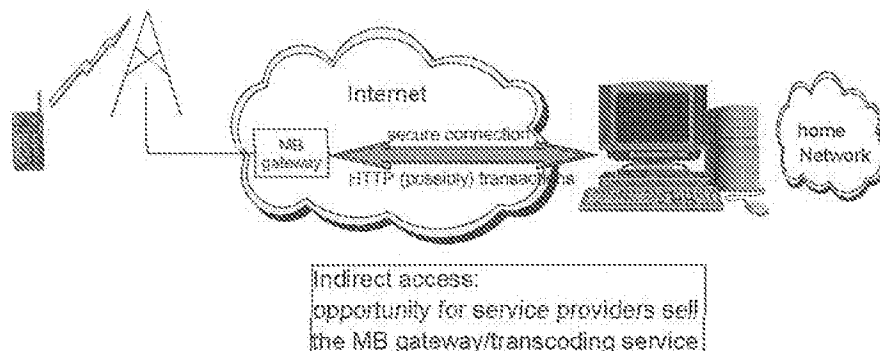 Internet
MB
gateway
secure connection
HTTP (possibly) transactions
home
Network
Indirect access:
opportunity for service providers sell
the MB gateway/transcoding service